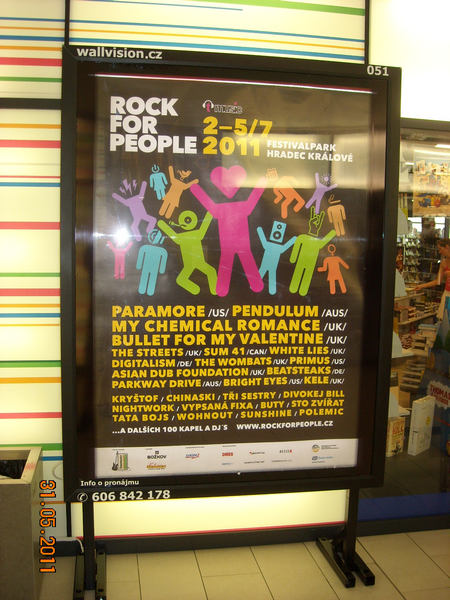 wallvision.cz
051
ROCK
FOR
PEOPLE
music
2–5/7
2011
FESTIVALPARK
HRADEC KRÁLOVÉ
PARAMORE /US/ PENDULUM /AUS/
MY CHEMICAL ROMANCE /UK/
BULLET FOR MY VALENTINE /UK/
THE STREETS /UK/ SUM 41 /CAN/ WHITE LIES /UK/
DIGITALISM /DE/ THE WOMBATS /UK/ PRIMUS /US/
ASIAN DUB FOUNDATION /UK/ BEATSTEAKS /DE/
PARKWAY DRIVE /AUS/ BRIGHT EYES /US/ KELE /UK/
KRYŠTOF / CHINASKI / TŘI SESTRY / DIVOKEJ BILL
NIGHTWORK / VYPSANÁ FIXA / BUTY / STO ZVÍŘAT
TATA BOJS / WOHNOUT / SUNSHINE / POLEMIC
...A DALŠÍCH 100 KAPEL A DJ´S WWW.ROCKFORPEOPLE.CZ
BOŽKOV
Info o pronájmu
606 842 178
31.05.2011